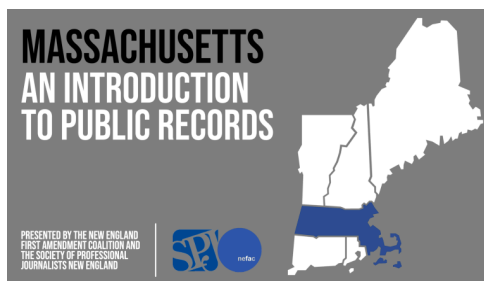 MASSACHUSETTS
AN INTRODUCTION
TO PUBLIC RECORDS
PRESENTED BY THE NEW ENGLAND
FIRST AMENDMENT COALITION AND
THE SOCIETY OF PROFESSIONAL
JOURNALISTS NEW ENGLAND
SPJ
nefac